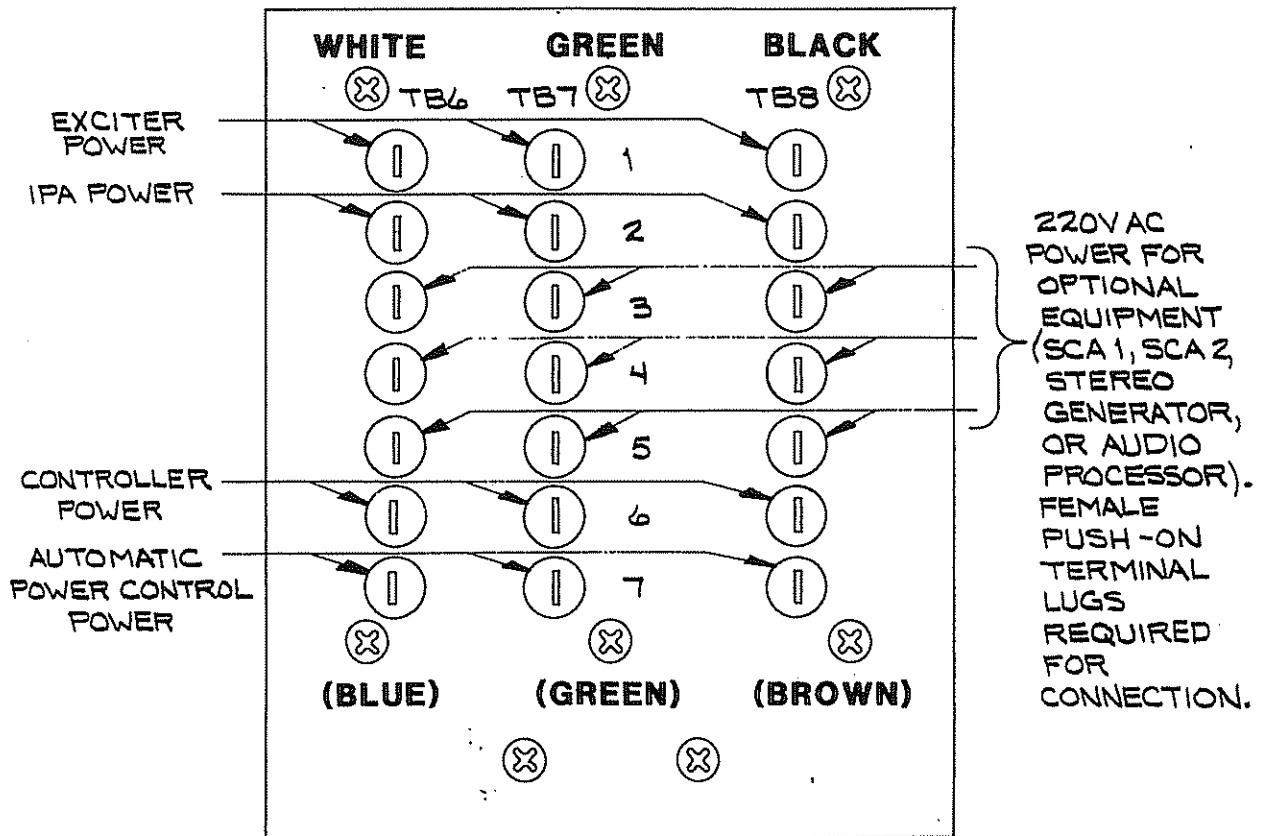 WHITE GREEN BLACK
TB6 TB7 TB8
EXCITER
POWER
1
IPA POWER
2
3
4
5
CONTROLLER
POWER
6
AUTOMATIC
POWER CONTROL
POWER
7
(BLUE) (GREEN) (BROWN)
220V AC
POWER FOR
OPTIONAL
EQUIPMENT
(SCA 1, SCA 2,
STEREO
GENERATOR,
OR AUDIO
PROCESSOR).
FEMALE
PUSH-ON
TERMINAL
LUGS
REQUIRED
FOR
CONNECTION.